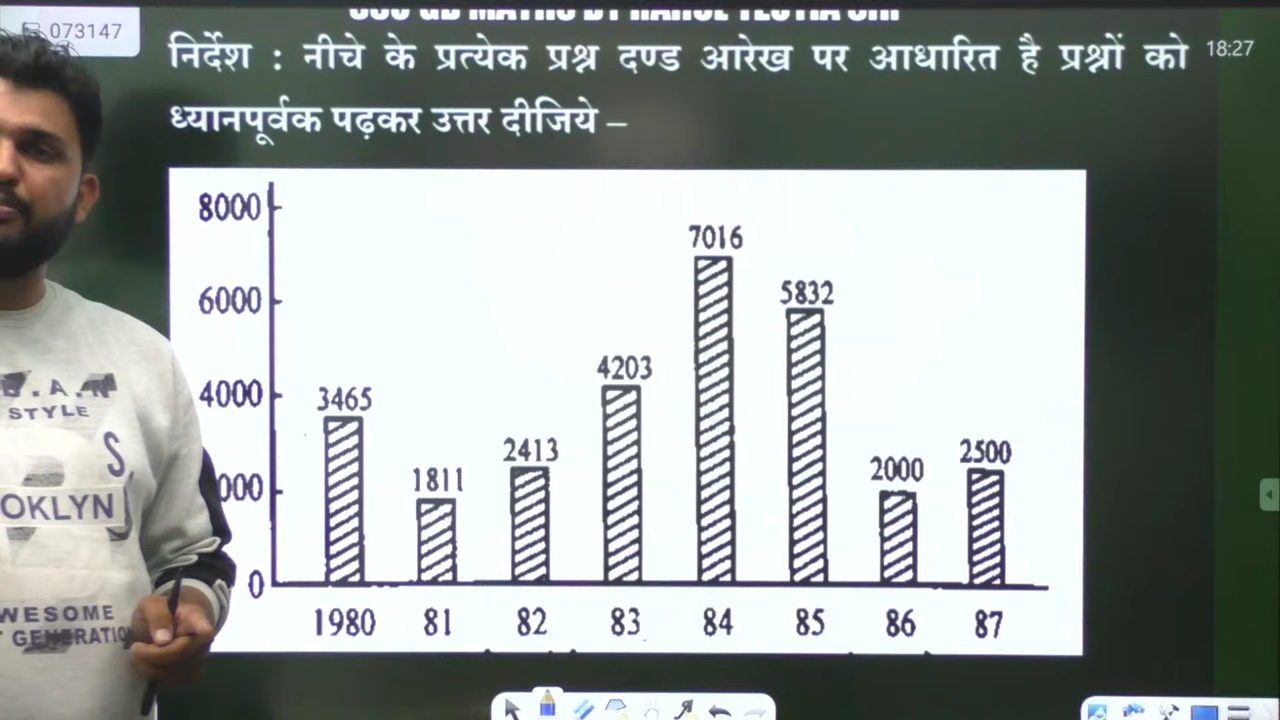 073147
18:27
निर्देश : नीचे के प्रत्येक प्रश्न दण्ड आरेख पर आधारित है प्रश्नों को
ध्यानपूर्वक पढ़कर उत्तर दीजिये –
8000
6000
4000
000
0
3465
1811
2413
4203
7016
5832
2000
2500
1980 81 82 83 84 85 86 87
STYLE
S
OKLYN
WESOME
GENERATIO